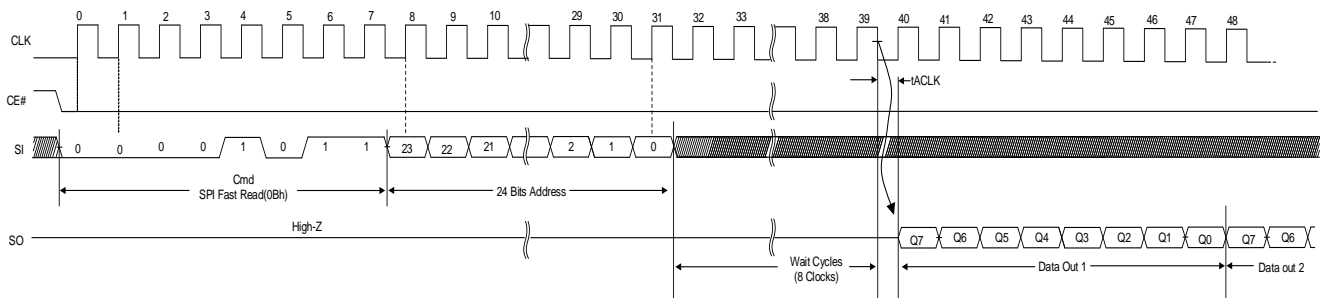 0 1 2 3 4 5 6 7 8 9 10 29 30 31 32 33 38 39 40 41 42 43 44 45 46 47 48
CLK
tACLK
CE#
SI 0 0 0 0 1 0 1 1 23 22 21 2 1 0
Cmd
SPI Fast Read(0Bh)
24 Bits Address
High-Z
SO Q7 Q6 Q5 Q4 Q3 Q2 Q1 Q0 Q7 Q6
Wait Cycles
(8 Clocks)
Data Out 1
Data out 2